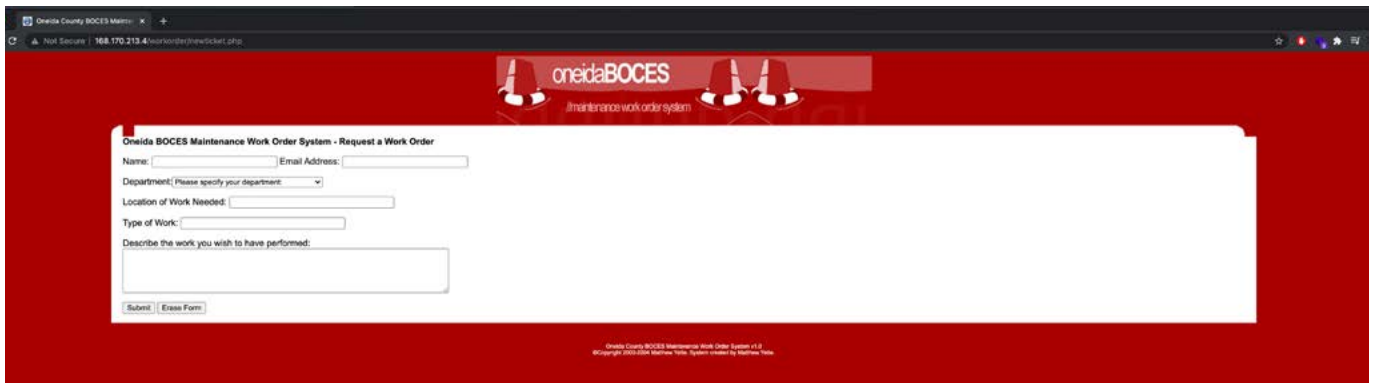 Oneida County BOCES Mainten
Not Secure | 168.170.213.4/workorder/newticket.php
oneidaBOCES
//maintenance work order system
Oneida BOCES Maintenance Work Order System - Request a Work Order
Name: Email Address:
Department: Please specify your department:
Location of Work Needed:
Type of Work:
Describe the work you wish to have performed:
Submit Erase Form
Oneida County BOCES Maintenance Work Order System v1.0
©Copyright 2003-2004 Matthew System created by Matthew